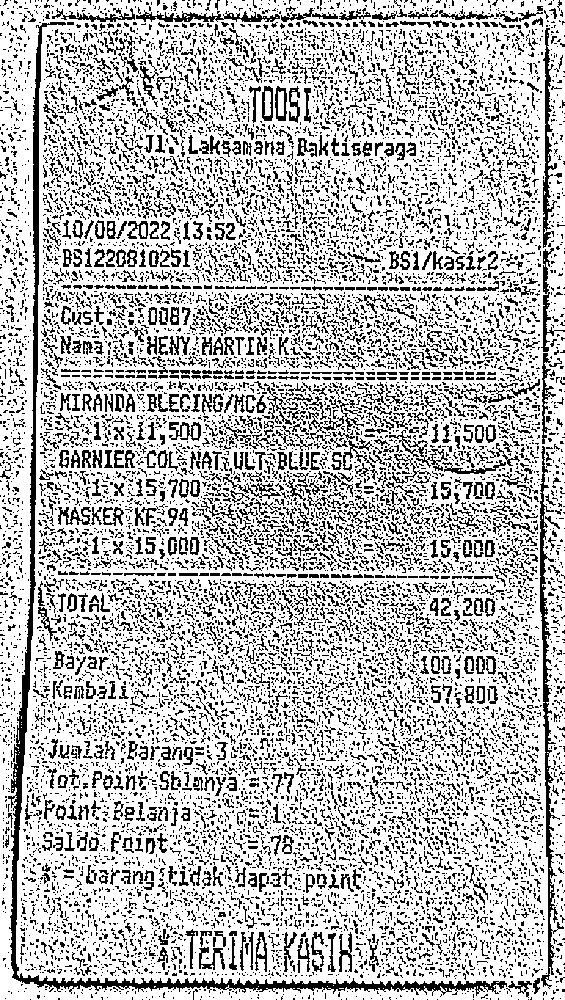 TOOSI
Jl. Laksamana Baktiseraga
10/08/2022 13:52
BS1220810251 BS1/kasir2
Cust. : 0087
Nama : HENY MARTIN K
MIRANDA BLECING/MC6
1 x 11,500 = 11,500
GARNIER COL NAT ULT BLUE SC
1 x 15,700 = 15,700
MASKER KF 94
1 x 15,000 = 15,000
TOTAL 42,200
Bayar 100,000
Kembali 57,800
Jumlah Barang= 3
Tot.Point Sblmnya = 77
Point Belanja = 1
Saldo Point = 78
* = barang tidak dapat point
* TERIMA KASIH *